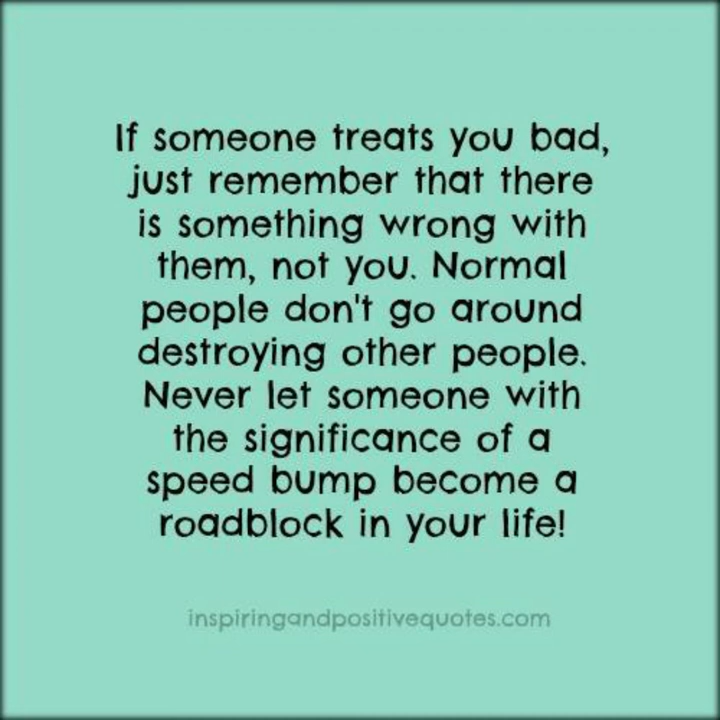 If someone treats you bad,
just remember that there
is something wrong with
them, not you. Normal
people don't go around
destroying other people.
Never let someone with
the significance of a
speed bump become a
roadblock in your life!
inspiringandpositivequotes.com